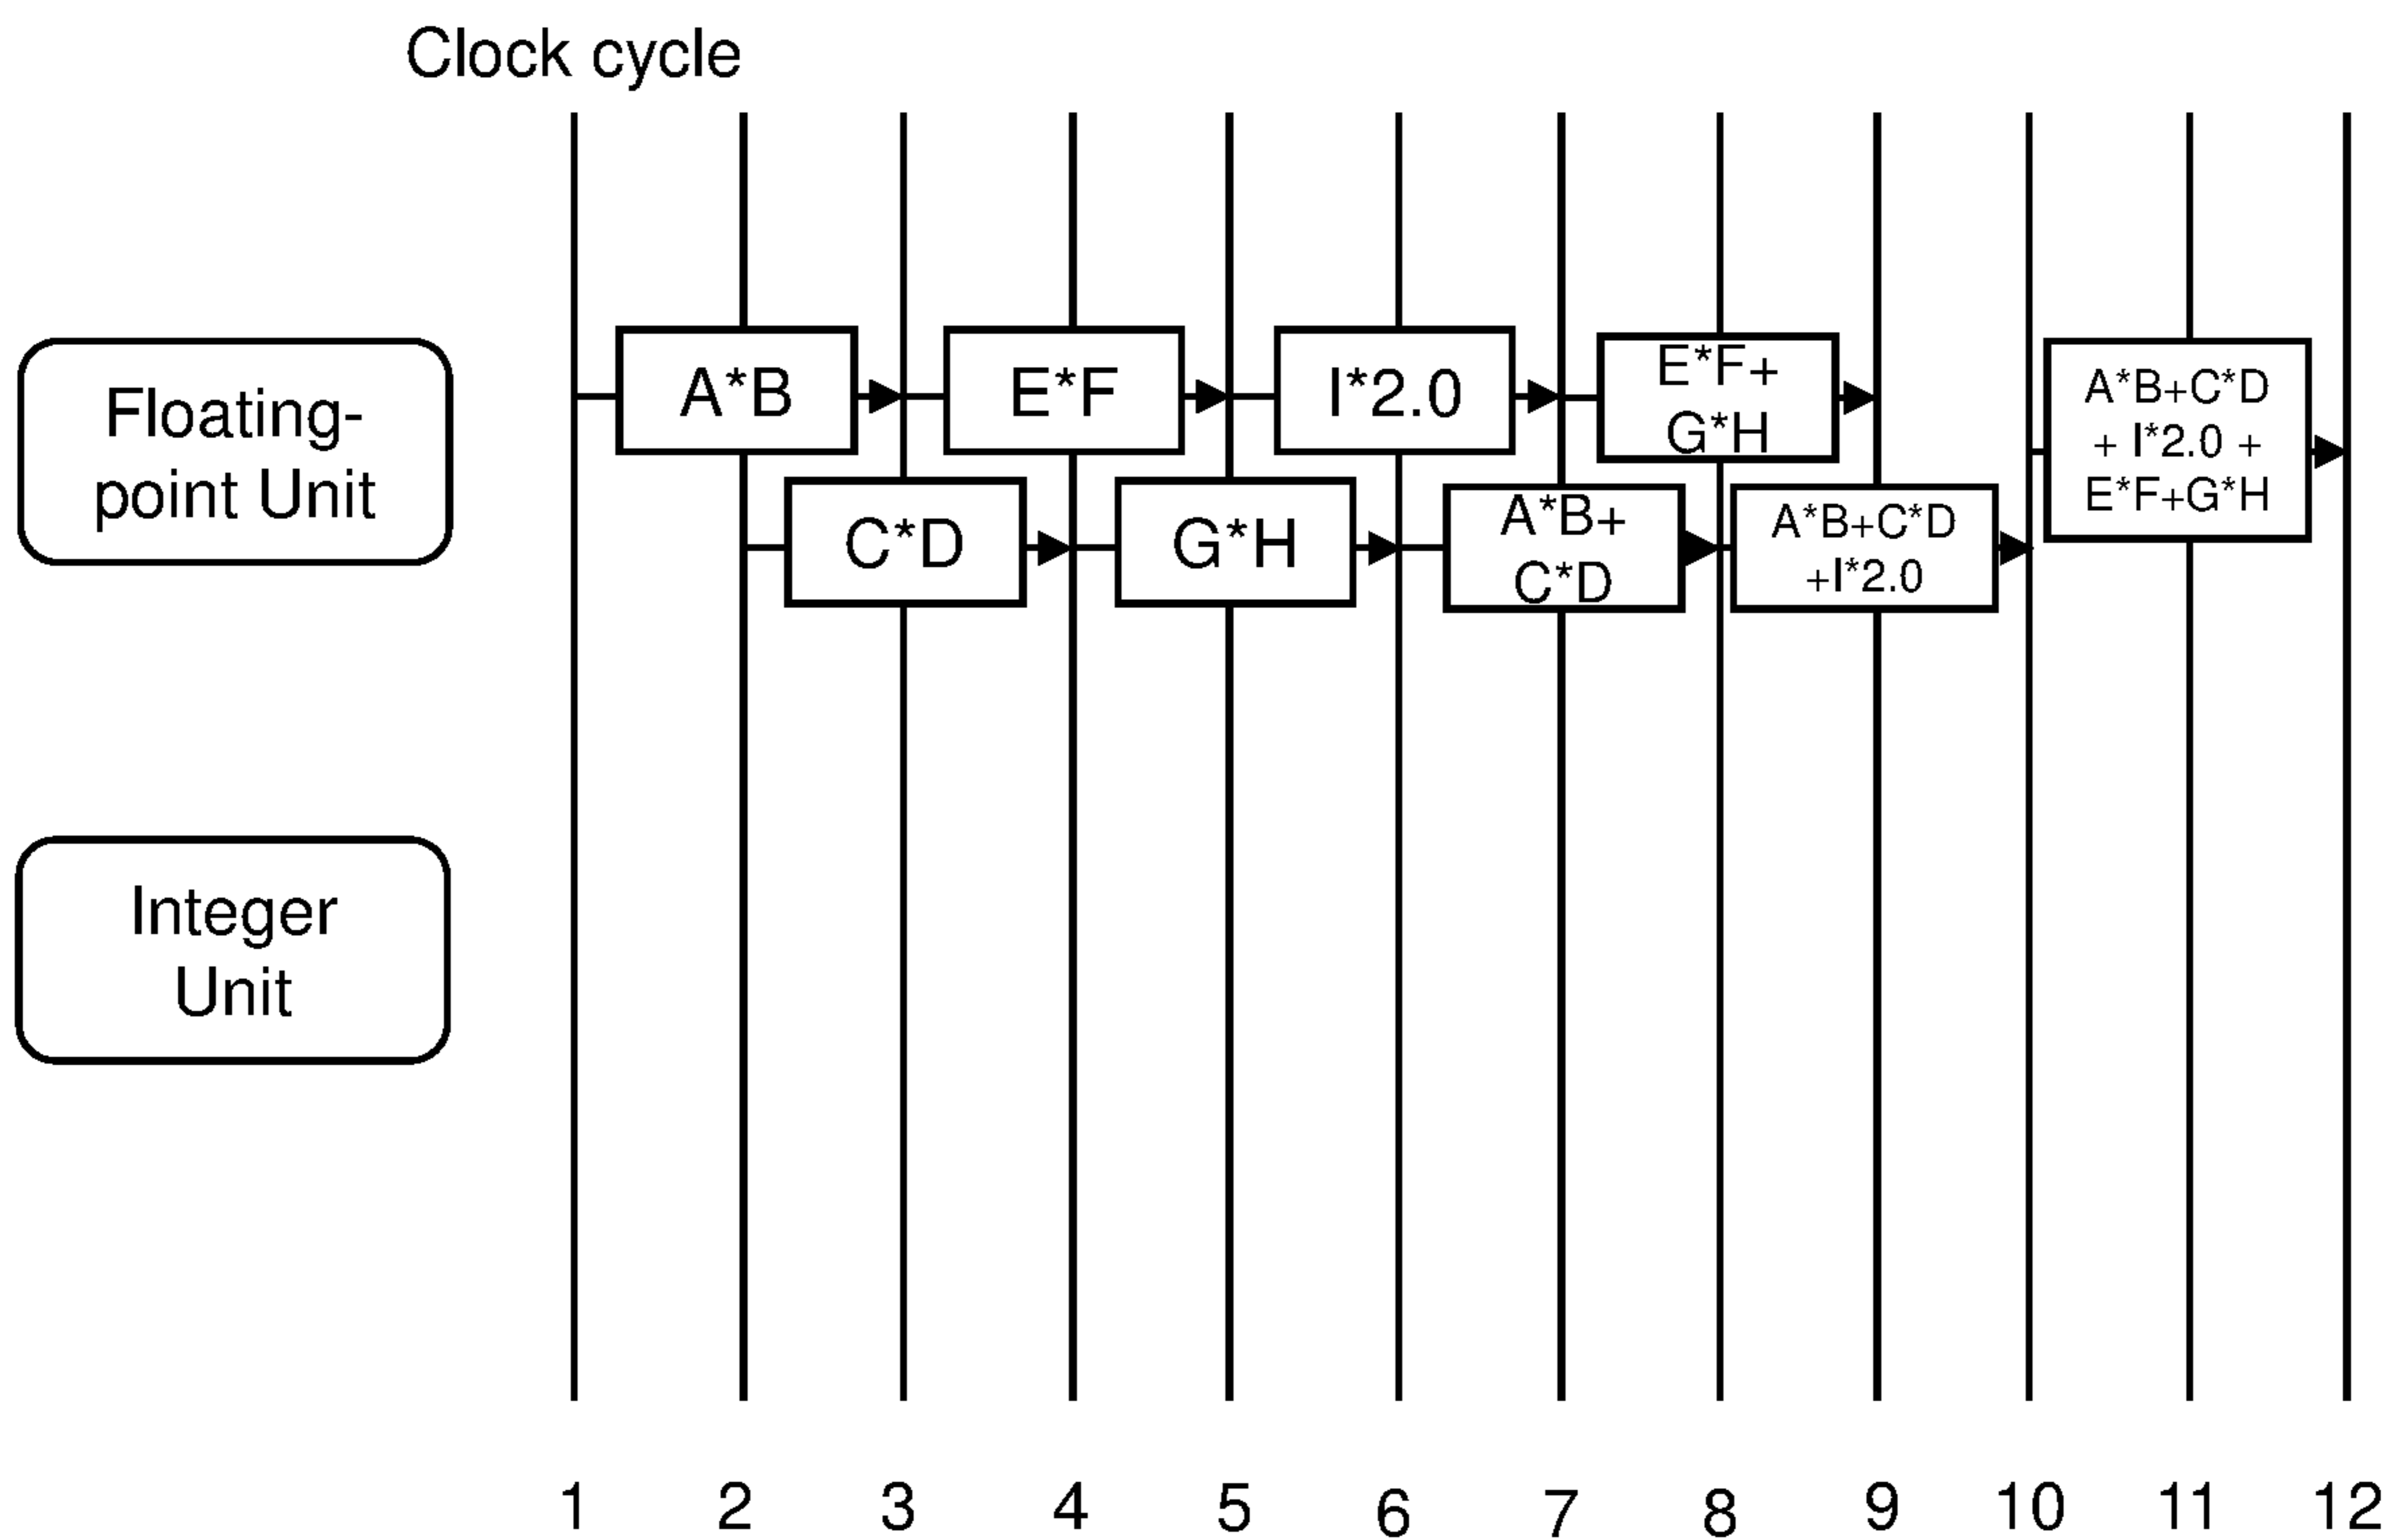 Clock cycle
Floating-
point Unit
A*B
E*F
I*2.0
E*F+
G*H
A*B+C*D
+ I*2.0 +
E*F+G*H
C*D
G*H
A*B+
C*D
A*B+C*D
+I*2.0
Integer
Unit
1 2 3 4 5 6 7 8 9 10 11 12